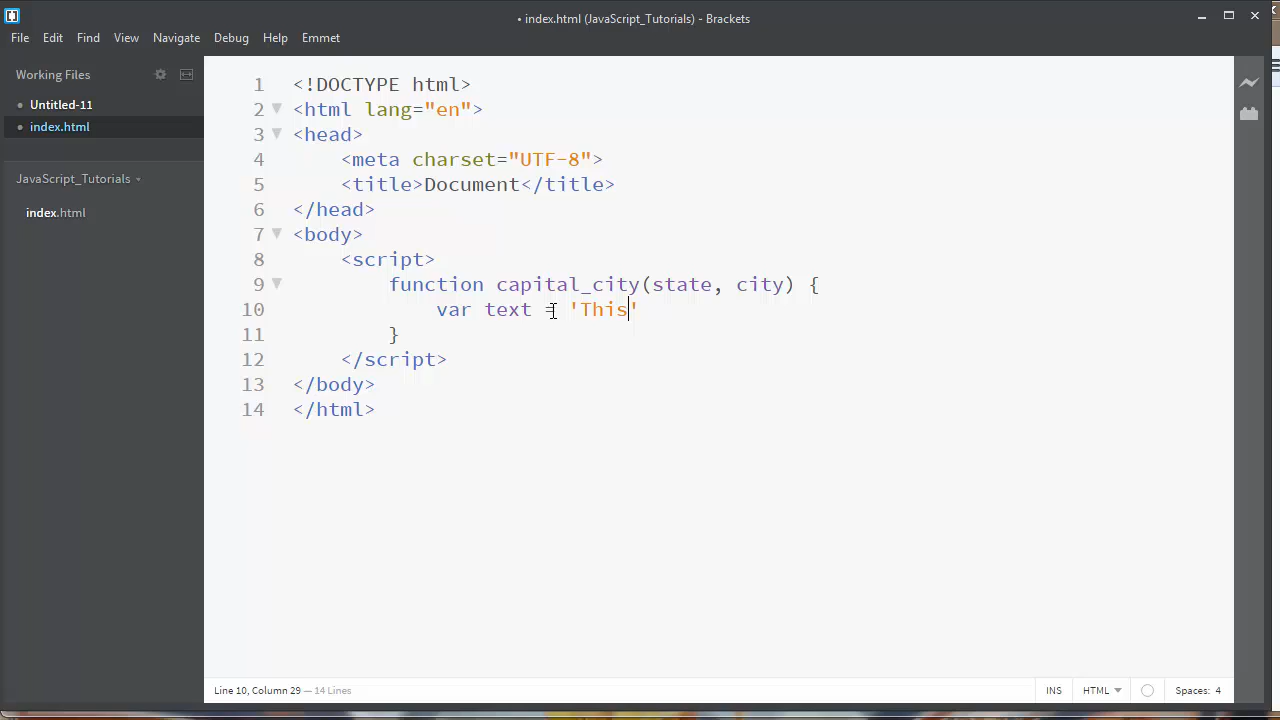 • index.html (JavaScript_Tutorials) - Brackets
File Edit Find View Navigate Debug Help Emmet
Working Files
• Untitled-11
• index.html
JavaScript_Tutorials
index.html
1 <!DOCTYPE html>
2 <html lang="en">
3 <head>
4 <meta charset="UTF-8">
5 <title>Document</title>
6 </head>
7 <body>
8 <script>
9 function capital_city(state, city) {
10 var text = 'This'
11 }
12 </script>
13 </body>
14 </html>
Line 10, Column 29 — 14 Lines
INS HTML Spaces: 4